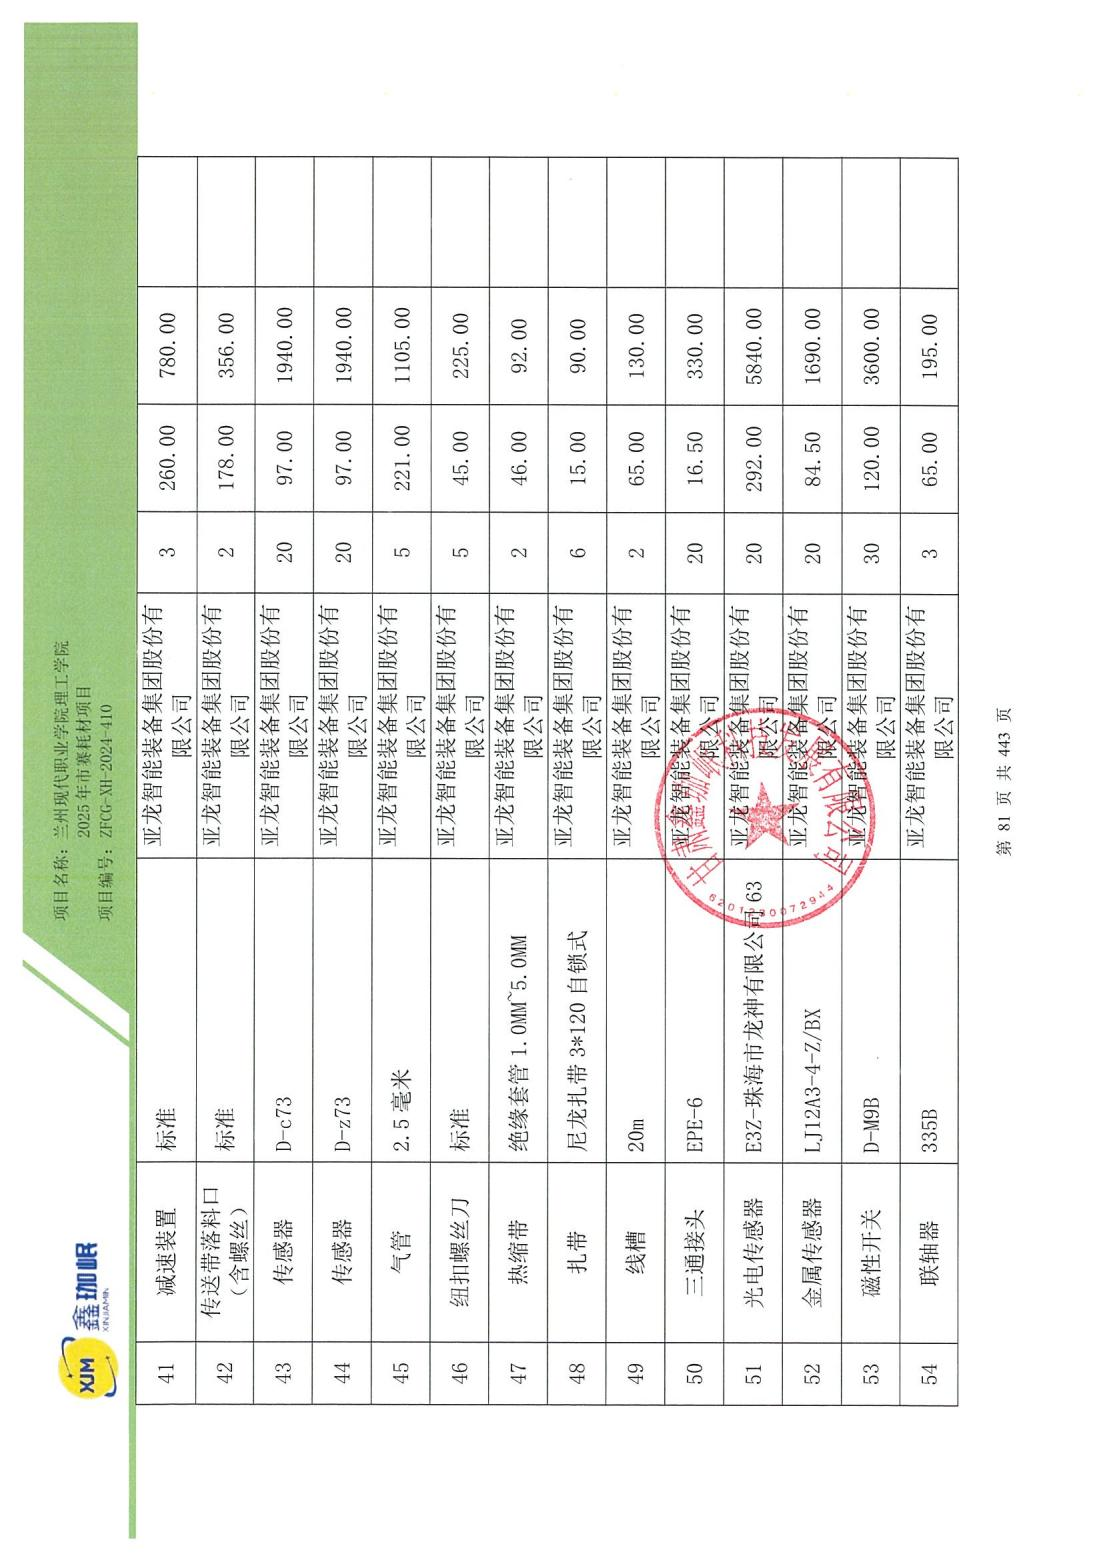 XJM
鑫珈岷
XINJIAMIN
项目名称：兰州现代职业学院理工学院
2025年市赛耗材项目
项目编号：ZFCG-XH-2024-410
41 减速装置 标准 亚龙智能装备集团股份有 3 260.00 780.00
限公司
42 传送带落料口 标准 亚龙智能装备集团股份有 2 178.00 356.00
（含螺丝） 限公司
43 传感器 D-c73 亚龙智能装备集团股份有 20 97.00 1940.00
限公司
44 传感器 D-z73 亚龙智能装备集团股份有 20 97.00 1940.00
限公司
45 气管 2.5毫米 亚龙智能装备集团股份有 5 221.00 1105.00
限公司
46 纽扣螺丝刀 标准 亚龙智能装备集团股份有 5 45.00 225.00
限公司
47 热缩带 绝缘套管1.0MM~5.0MM 亚龙智能装备集团股份有 2 46.00 92.00
限公司
48 扎带 尼龙扎带3*120自锁式 亚龙智能装备集团股份有 6 15.00 90.00
限公司
49 线槽 20m 亚龙智能装备集团股份有 2 65.00 130.00
限公司
50 三通接头 EPE-6 亚龙智能装备集团股份有 20 16.50 330.00
限公司
51 光电传感器 E3Z-珠海市龙神有限公司63 亚龙智能装备集团股份有 20 292.00 5840.00
限公司
52 金属传感器 LJ12A3-4-Z/BX 亚龙智能装备集团股份有 20 84.50 1690.00
限公司
53 磁性开关 D-M9B 亚龙智能装备集团股份有 30 120.00 3600.00
限公司
54 联轴器 335B 亚龙智能装备集团股份有 3 65.00 195.00
限公司
第 81 页 共 443 页